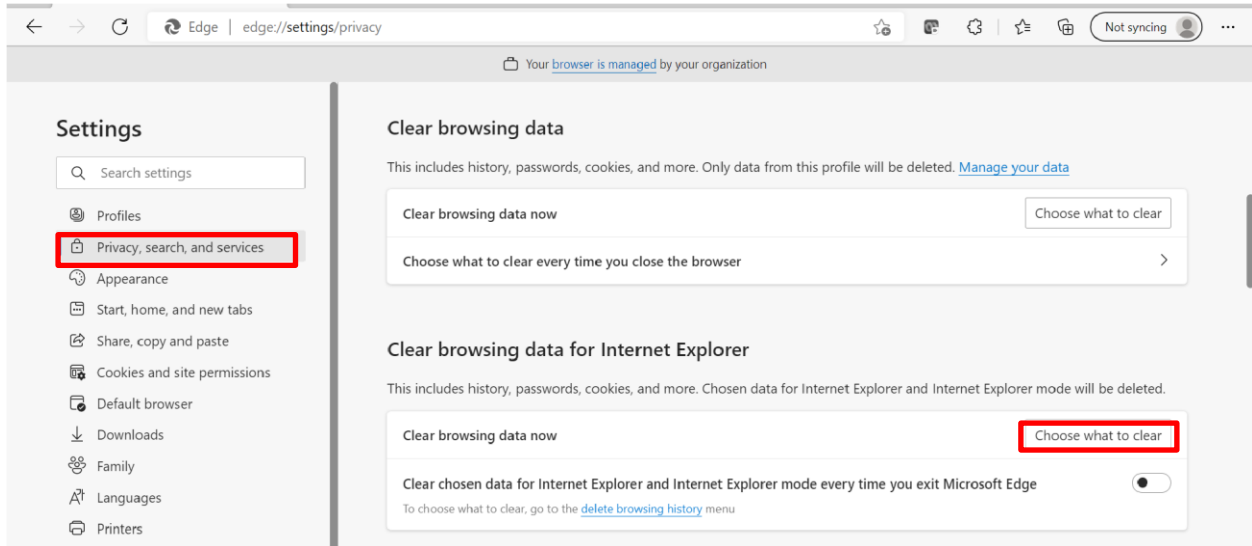 Edge | edge://settings/privacy
Not syncing
Your browser is managed by your organization
Settings
Search settings
Profiles
Privacy, search, and services
Appearance
Start, home, and new tabs
Share, copy and paste
Cookies and site permissions
Default browser
Downloads
Family
Languages
Printers
Clear browsing data
This includes history, passwords, cookies, and more. Only data from this profile will be deleted. Manage your data
Clear browsing data now
Choose what to clear
Choose what to clear every time you close the browser
Clear browsing data for Internet Explorer
This includes history, passwords, cookies, and more. Chosen data for Internet Explorer and Internet Explorer mode will be deleted.
Clear browsing data now
Choose what to clear
Clear chosen data for Internet Explorer and Internet Explorer mode every time you exit Microsoft Edge
To choose what to clear, go to the delete browsing history menu